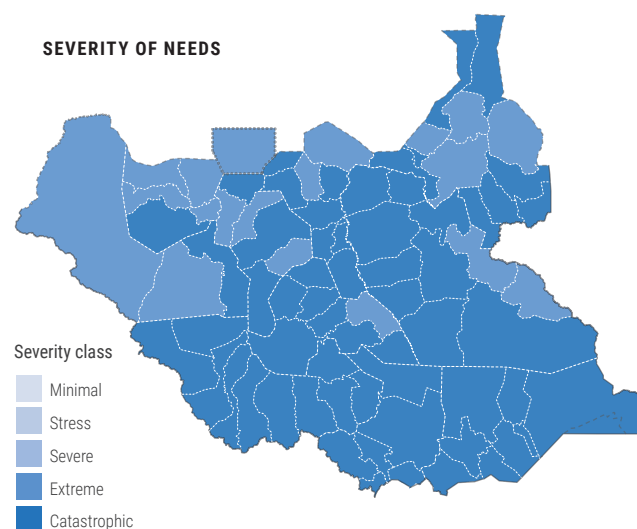 SEVERITY OF NEEDS
Severity class
Minimal
Stress
Severe
Extreme
Catastrophic